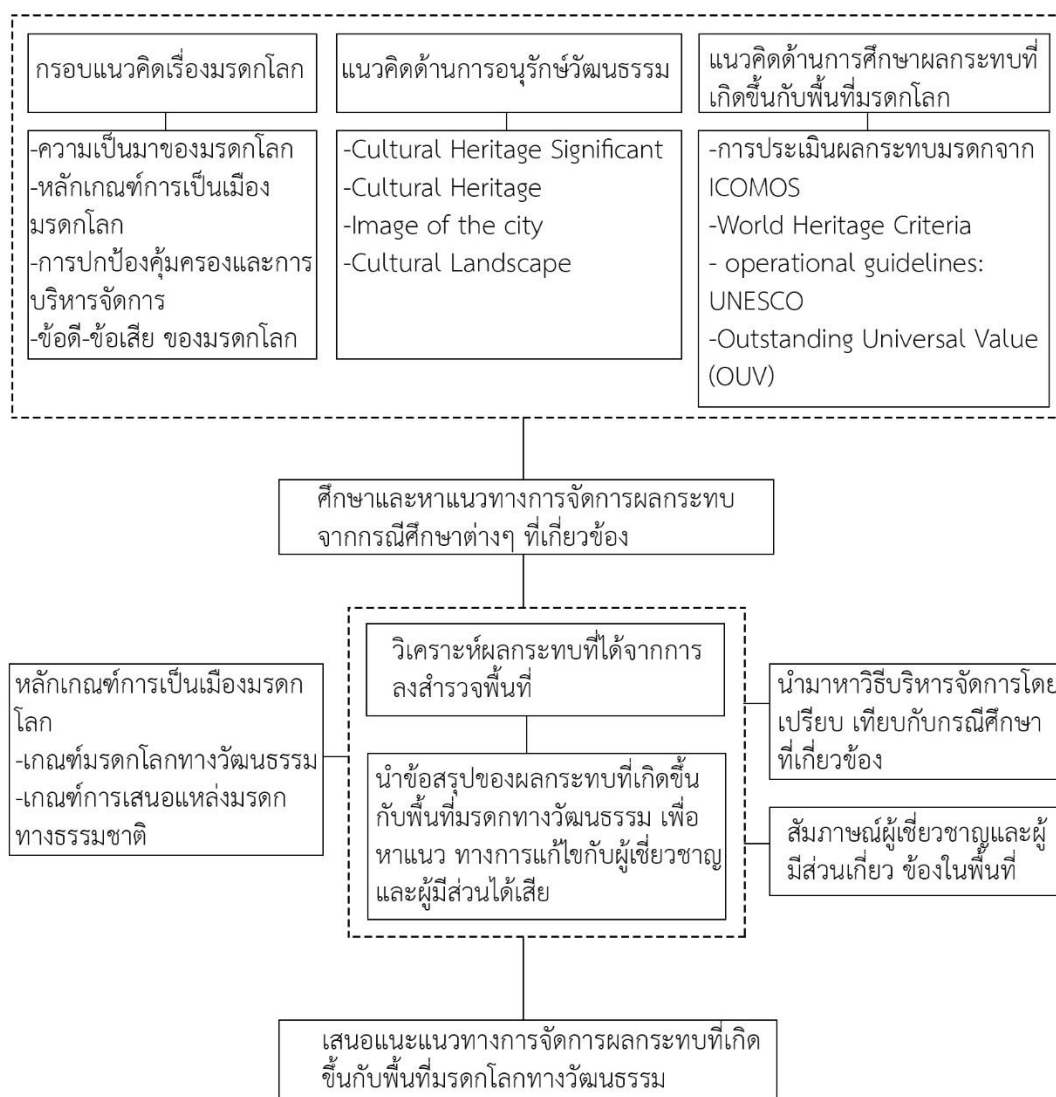 กรอบแนวคิดเรื่องมรดกโลก
-ความเป็นมาของมรดกโลก
-หลักเกณฑ์การเป็นเมือง
มรดกโลก
-การปกป้องคุ้มครองและการ
บริหารจัดการ
-ข้อดี-ข้อเสีย ของมรดกโลก
แนวคิดด้านการอนุรักษ์วัฒนธรรม
-Cultural Heritage Significant
-Cultural Heritage
-Image of the city
-Cultural Landscape
แนวคิดด้านการศึกษาผลกระทบที่
เกิดขึ้นกับพื้นที่มรดกโลก
-การประเมินผลกระทบมรดกจาก
ICOMOS
-World Heritage Criteria
- operational guidelines:
UNESCO
-Outstanding Universal Value
(OUV)
ศึกษาและหาแนวทางการจัดการผลกระทบ
จากกรณีศึกษาต่างๆ ที่เกี่ยวข้อง
หลักเกณฑ์การเป็นเมืองมรดก
โลก
-เกณฑ์มรดกโลกทางวัฒนธรรม
-เกณฑ์การเสนอแหล่งมรดก
ทางธรรมชาติ
วิเคราะห์ผลกระทบที่ได้จากการ
ลงสำรวจพื้นที่
นำข้อสรุปของผลกระทบที่เกิดขึ้น
กับพื้นที่มรดกทางวัฒนธรรม เพื่อ
หาแนว ทางการแก้ไขกับผู้เชี่ยวชาญ
และผู้มีส่วนได้เสีย
นำมาหาวิธีบริหารจัดการโดย
เปรียบ เทียบกับกรณีศึกษา
ที่เกี่ยวข้อง
สัมภาษณ์ผู้เชี่ยวชาญและผู้
มีส่วนเกี่ยว ข้องในพื้นที่
เสนอแนะแนวทางการจัดการผลกระทบที่เกิด
ขึ้นกับพื้นที่มรดกโลกทางวัฒนธรรม